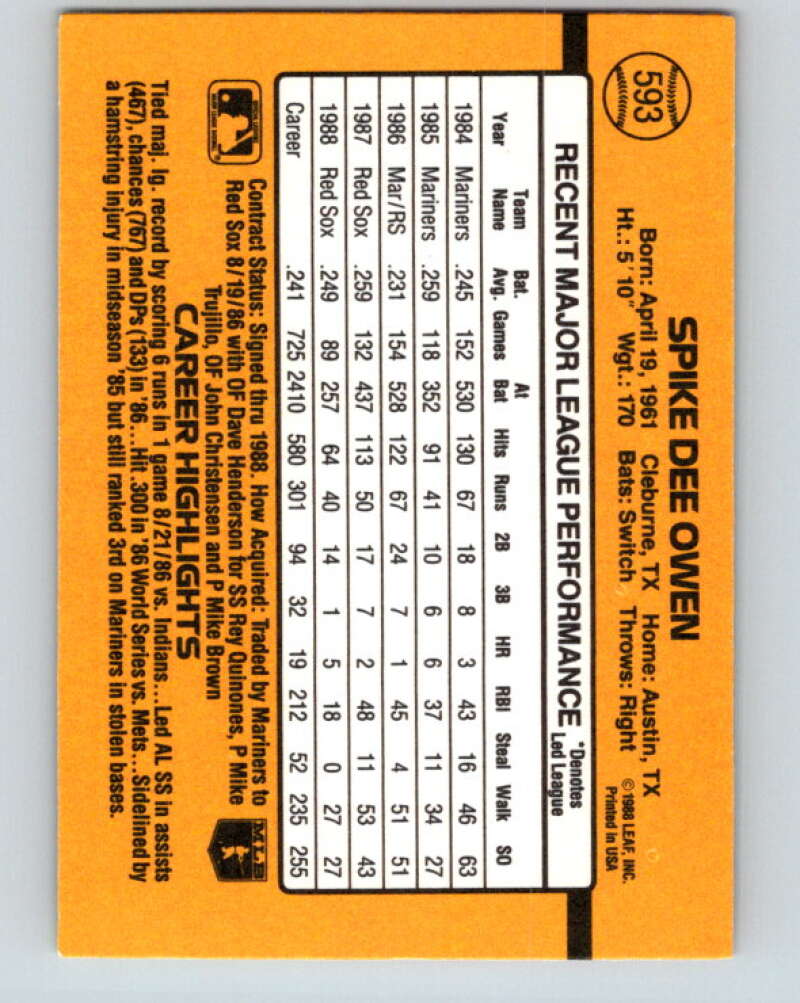 593
SPIKE DEE OWEN
Born: April 19, 1961 Cleburne, TX Home: Austin, TX
Ht.: 5'10" Wgt.: 170 Bats: Switch Throws: Right
© 1988 LEAF, INC.
Printed in USA
RECENT MAJOR LEAGUE PERFORMANCE *Denotes Led League
Year Team Name Bat. Avg. Games At Bat Hits Runs 2B 3B HR RBI Steal Walk SO
1984 Mariners .245 152 530 130 67 18 8 3 43 16 46 63
1985 Mariners .259 118 352 91 41 10 6 6 37 11 34 27
1986 Mar/RS .231 154 528 122 67 24 7 1 45 4 51 51
1987 Red Sox .259 132 437 113 50 17 7 2 48 11 53 43
1988 Red Sox .249 89 257 64 40 14 1 5 18 0 27 27
Career .241 725 2410 580 301 94 32 19 212 52 235 255
Contract Status: Signed thru 1988. How Acquired: Traded by Mariners to
Red Sox 8/19/86 with OF Dave Henderson for SS Rey Quinones, P Mike
Trujillo, OF John Christensen and P Mike Brown
MLB
CAREER HIGHLIGHTS
Tied maj. lg. record by scoring 6 runs in 1 game 8/21/86 vs. Indians...Led AL SS in assists
(467), chances (767) and DPs (133) in '86...Hit .300 in '86 World Series vs. Mets...Sidelined by
a hamstring injury in midseason '85 but still ranked 3rd on Mariners in stolen bases.